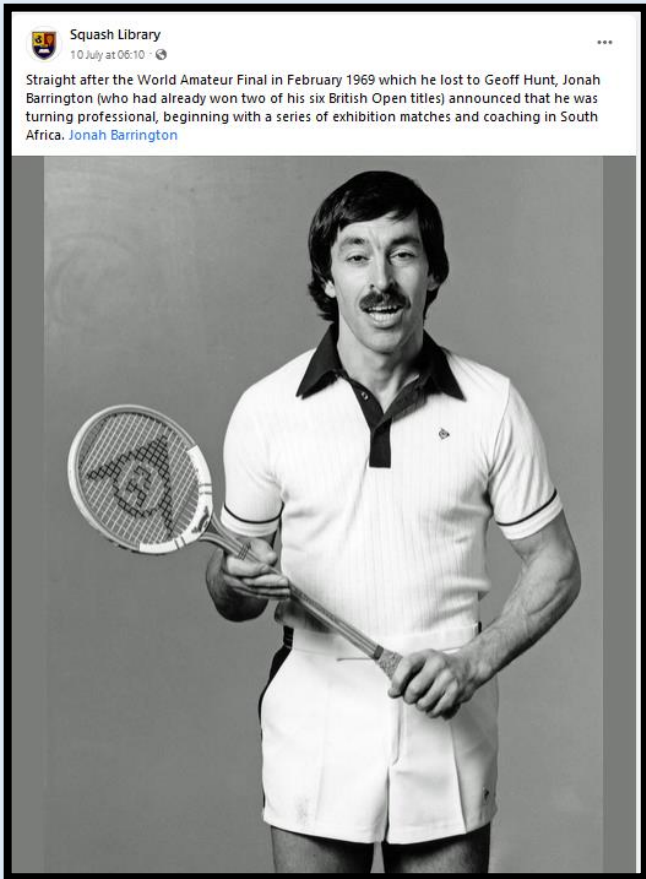 Squash Library
10 July at 06:10 ·
Straight after the World Amateur Final in February 1969 which he lost to Geoff Hunt, Jonah
Barrington (who had already won two of his six British Open titles) announced that he was
turning professional, beginning with a series of exhibition matches and coaching in South
Africa. Jonah Barrington